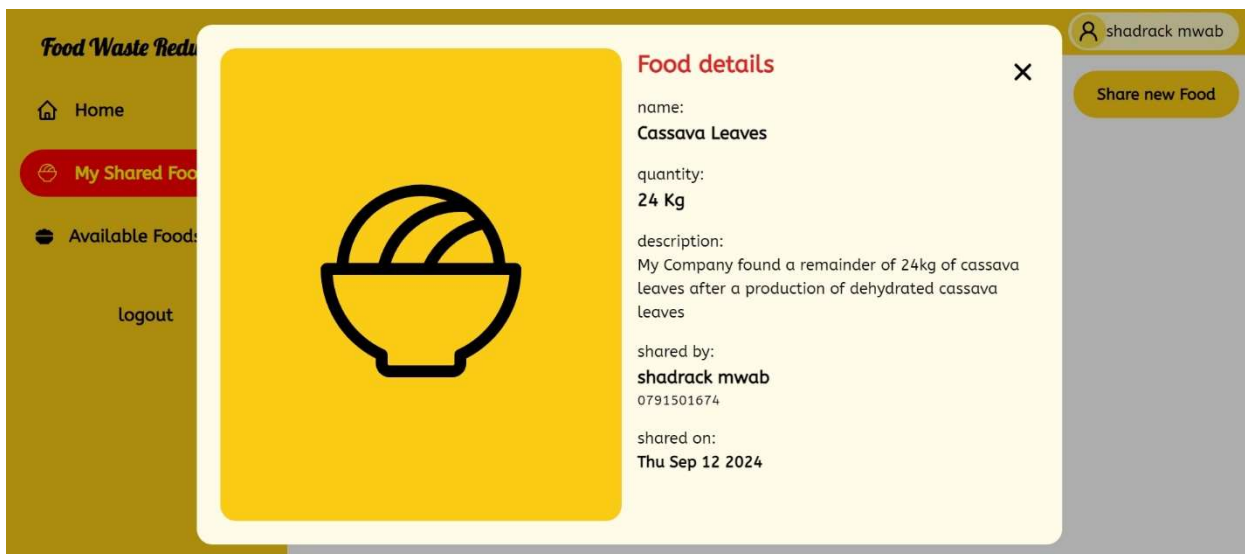 Food Waste Redu
Home
My Shared Foo
Available Foods
logout
Food details
name:
Cassava Leaves
quantity:
24 Kg
description:
My Company found a remainder of 24kg of cassava
leaves after a production of dehydrated cassava
leaves
shared by:
shadrack mwab
0791501674
shared on:
Thu Sep 12 2024
shadrack mwab
Share new Food